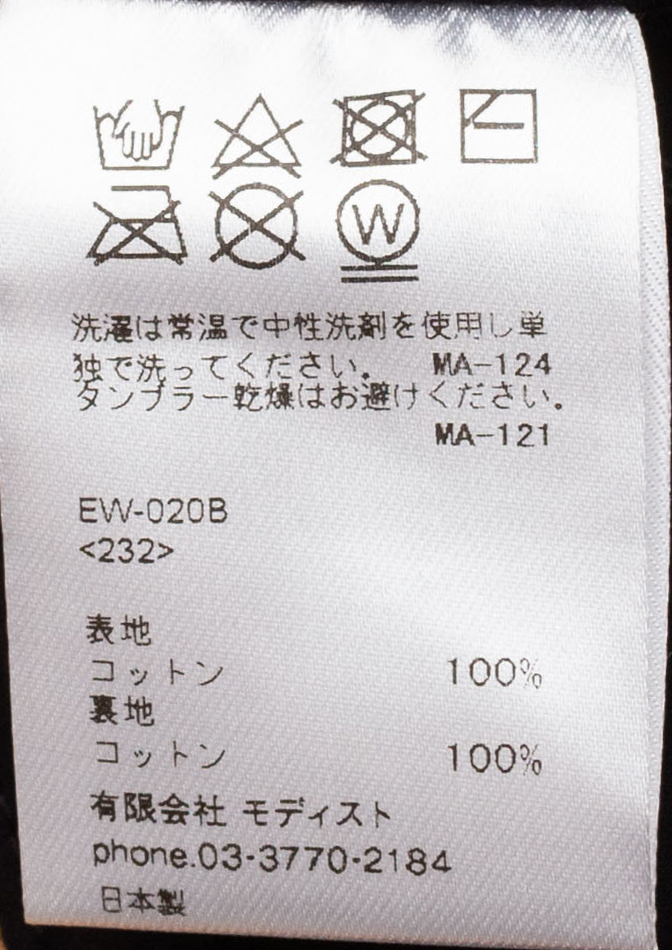 W
洗濯は常温で中性洗剤を使用し単
独で洗ってください。 MA-124
タンブラー乾燥はお避けください。
MA-121
EW-020B
<232>
表地
コットン 100%
裏地
コットン 100%
有限会社 モディスト
phone.03-3770-2184
日本製